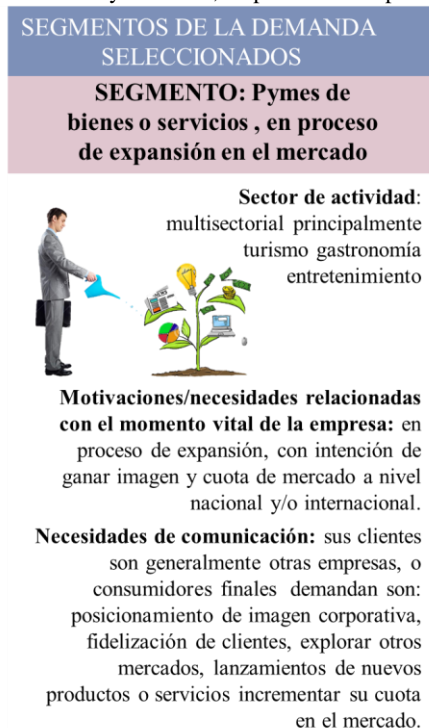 SEGMENTOS DE LA DEMANDA
SELECCIONADOS
SEGMENTO: Pymes de
bienes o servicios , en proceso
de expansión en el mercado
Sector de actividad:
multisectorial principalmente
turismo gastronomía
entretenimiento
Motivaciones/necesidades relacionadas
con el momento vital de la empresa: en
proceso de expansión, con intención de
ganar imagen y cuota de mercado a nivel
nacional y/o internacional.
Necesidades de comunicación: sus clientes
son generalmente otras empresas, o
consumidores finales demandan son:
posicionamiento de imagen corporativa,
fidelización de clientes, explorar otros
mercados, lanzamientos de nuevos
productos o servicios incrementar su cuota
en el mercado.